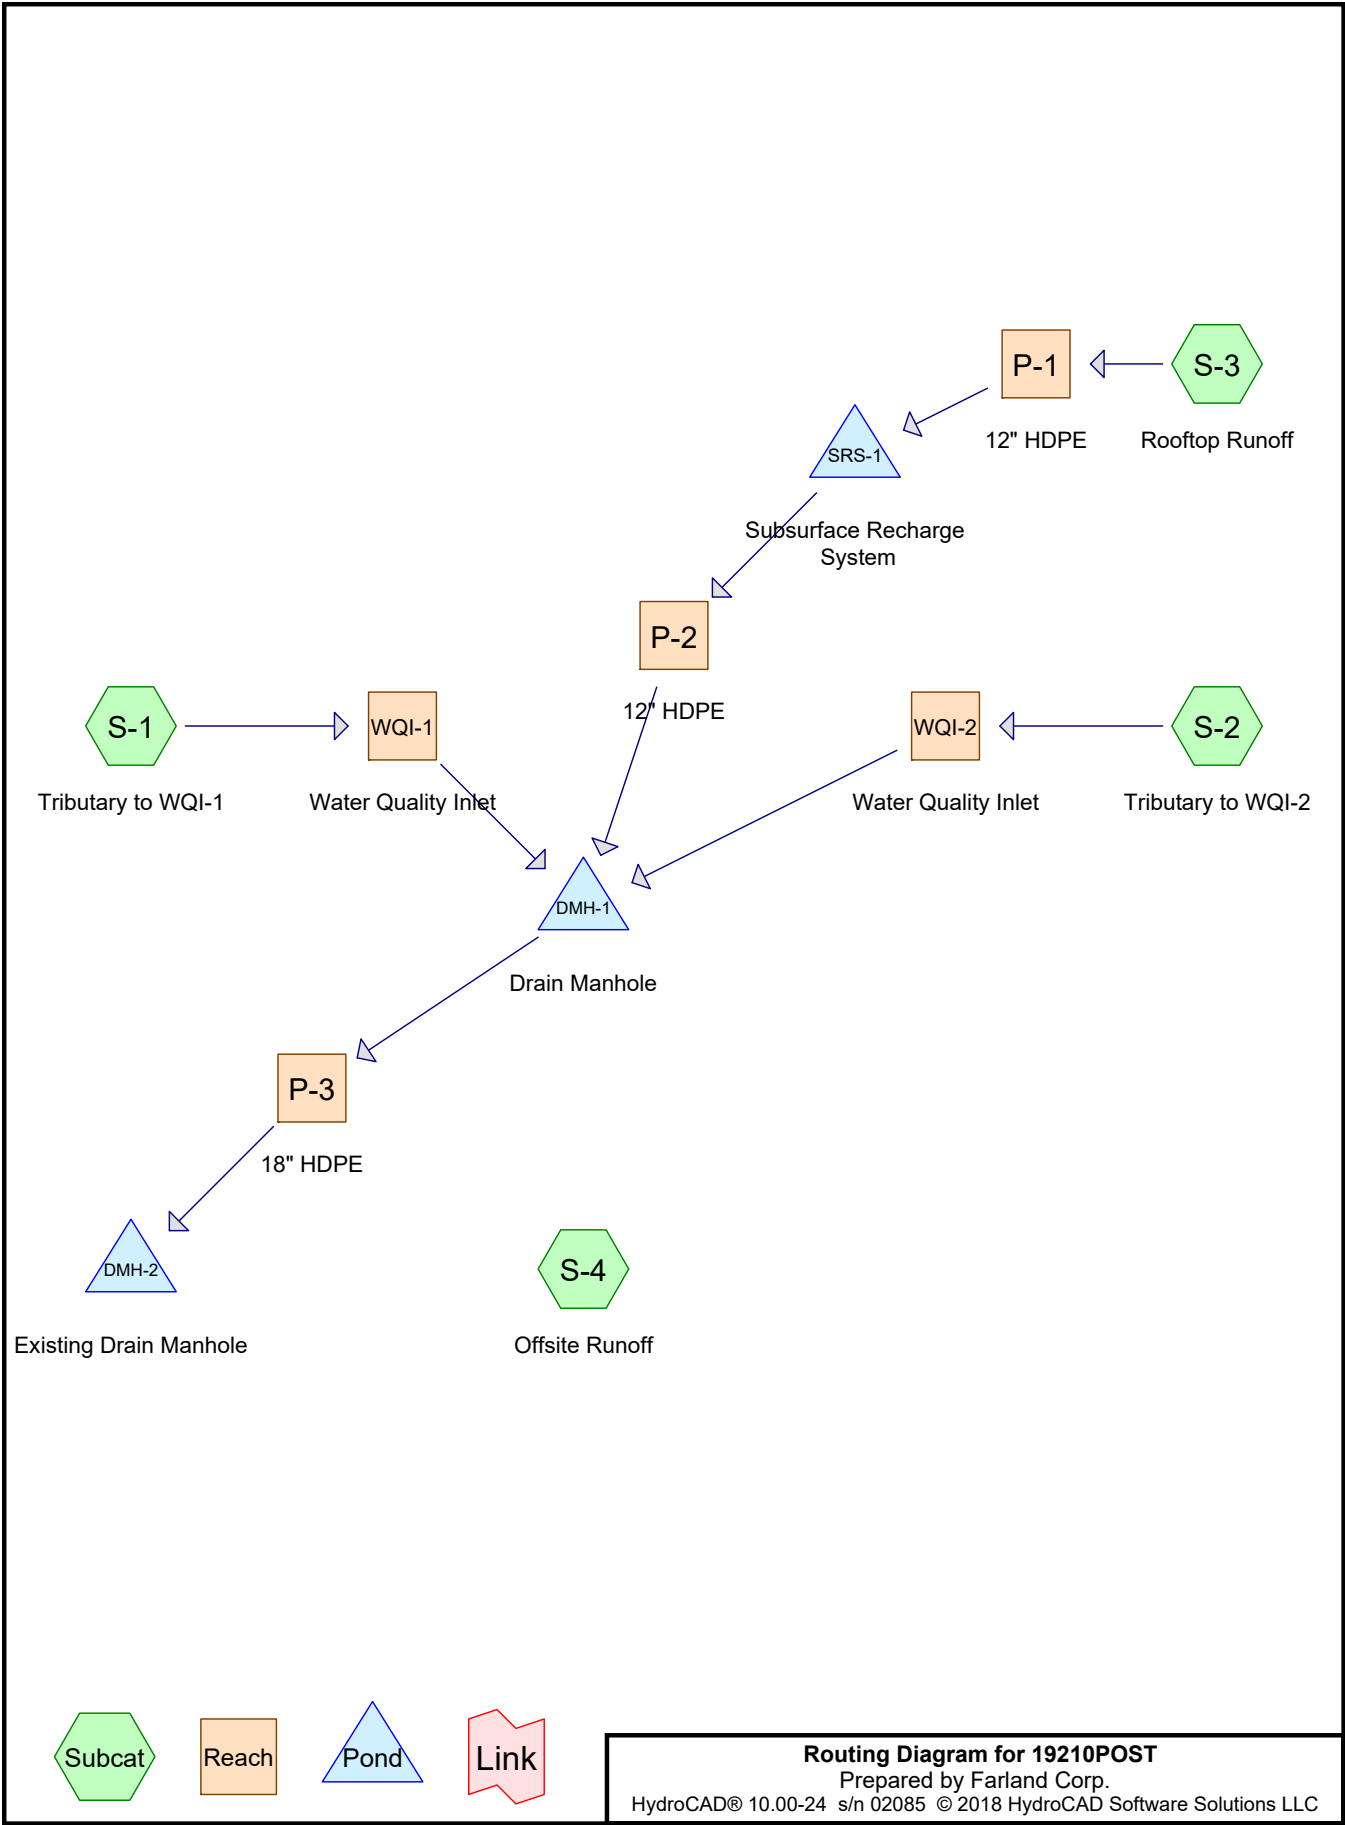 P-1
S-3
12" HDPE
Rooftop Runoff
SRS-1
Subsurface Recharge
System
P-2
12" HDPE
S-1
WQI-1
WQI-2
S-2
Tributary to WQI-1
Water Quality Inlet
Water Quality Inlet
Tributary to WQI-2
DMH-1
Drain Manhole
P-3
18" HDPE
DMH-2
S-4
Existing Drain Manhole
Offsite Runoff
Subcat
Reach
Pond
Link
Routing Diagram for 19210POST
Prepared by Farland Corp.
HydroCAD® 10.00-24 s/n 02085 © 2018 HydroCAD Software Solutions LLC